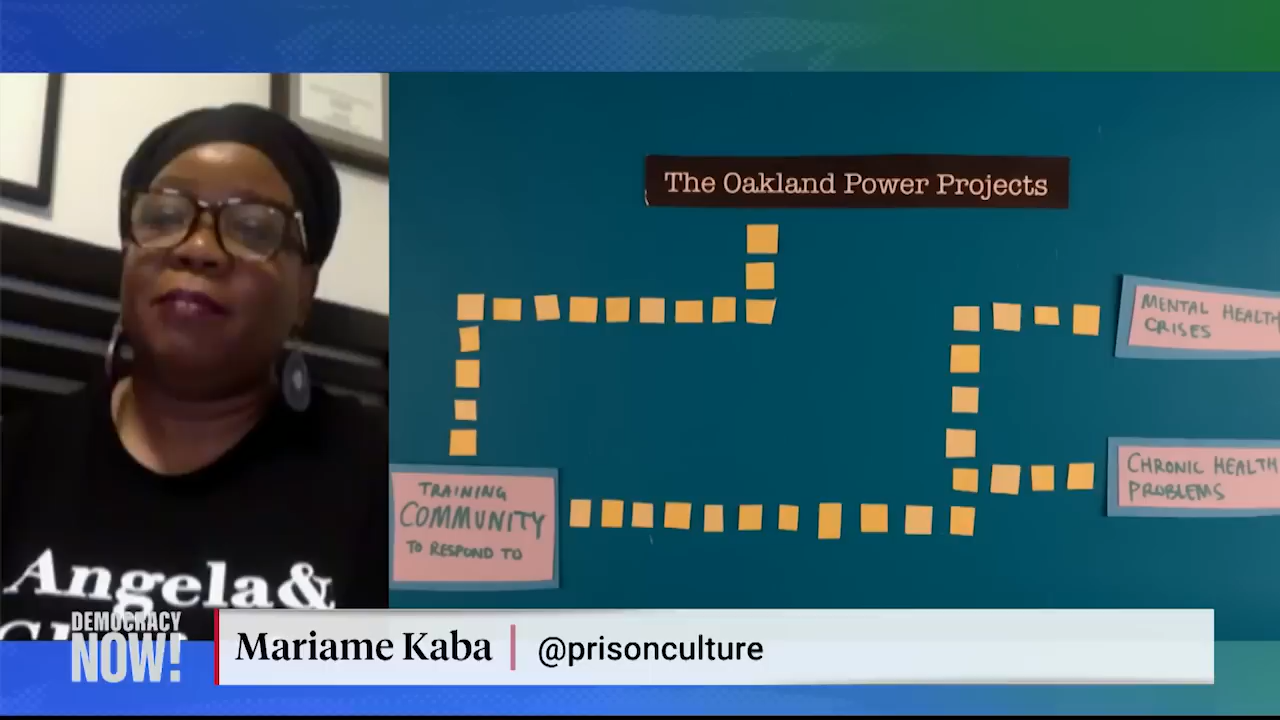 The Oakland Power Projects
MENTAL HEALTH
CRISES
CHRONIC HEALTH
PROBLEMS
TRAINING
COMMUNITY
TO RESPOND TO
Angela&
DEMOCRACY
NOW!
Mariame Kaba
@prisonculture